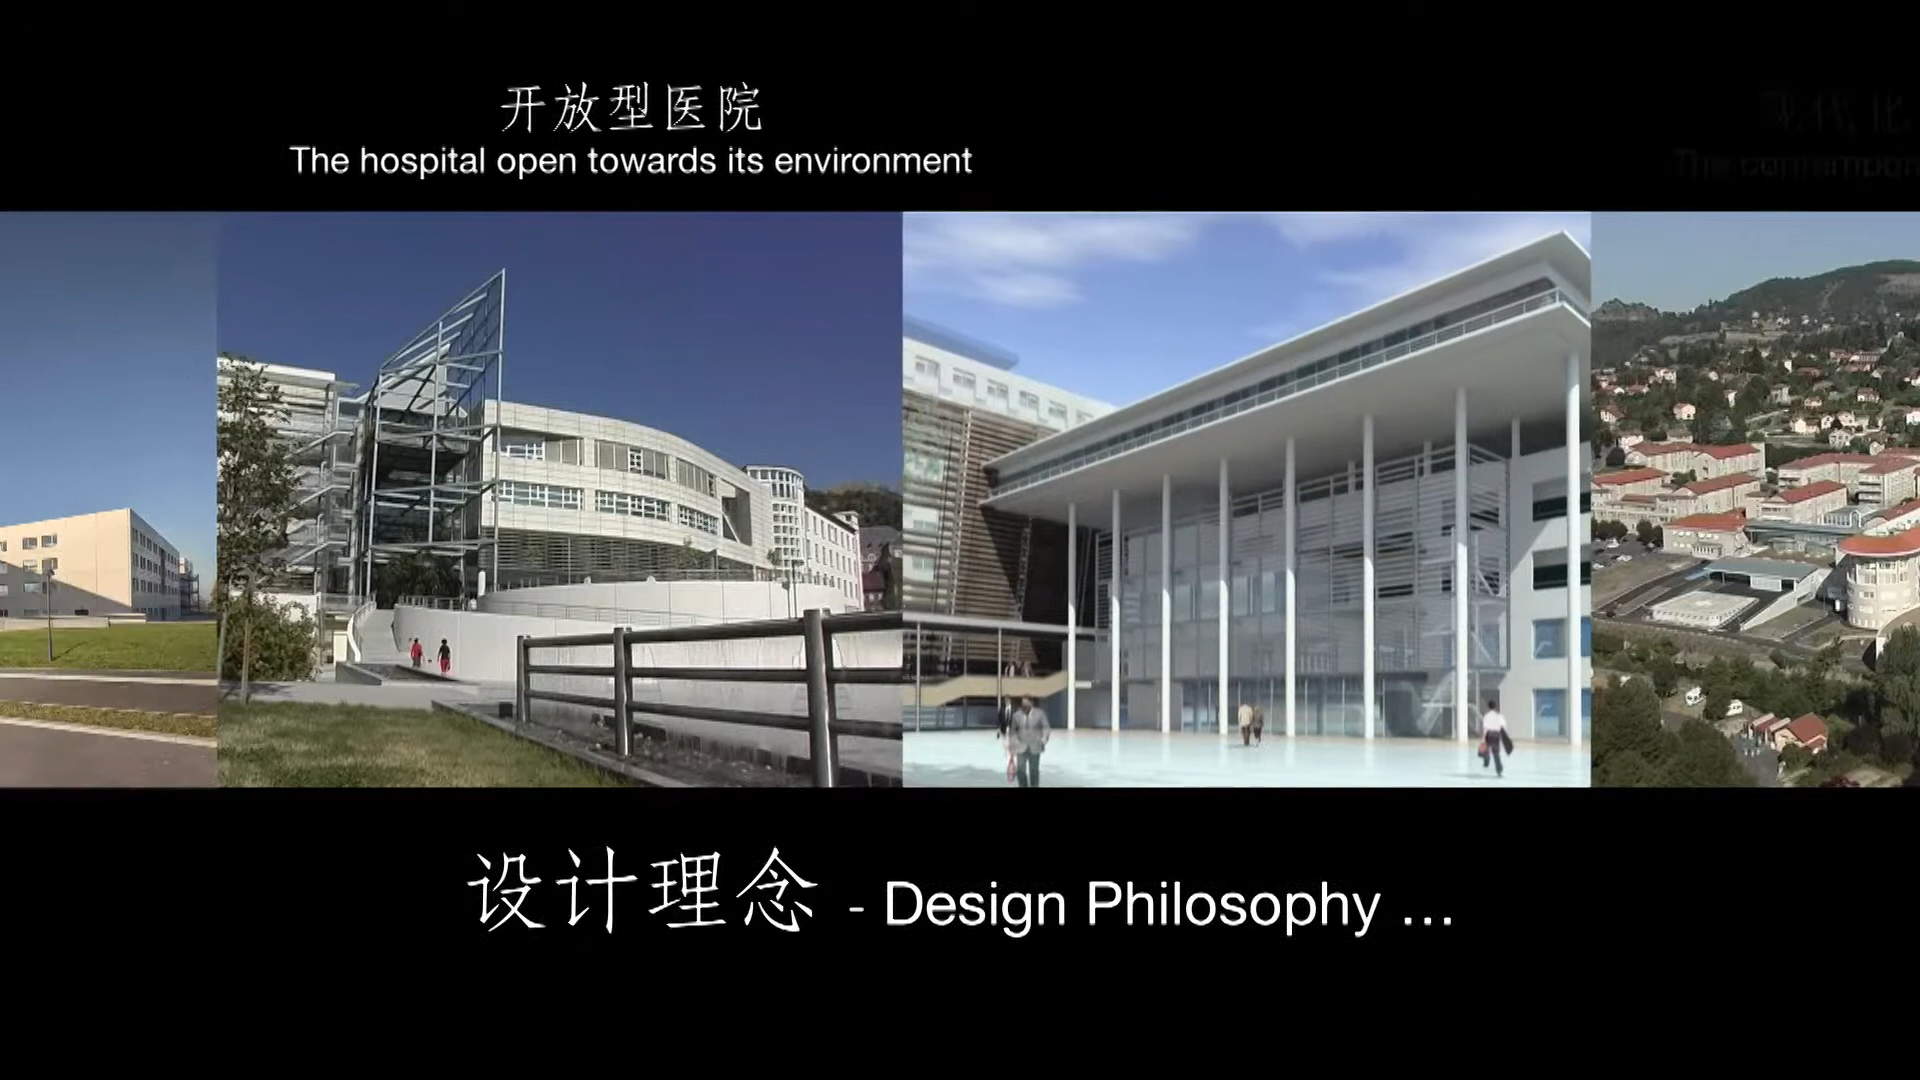 开放型医院
The hospital open towards its environment
设计理念 - Design Philosophy ...